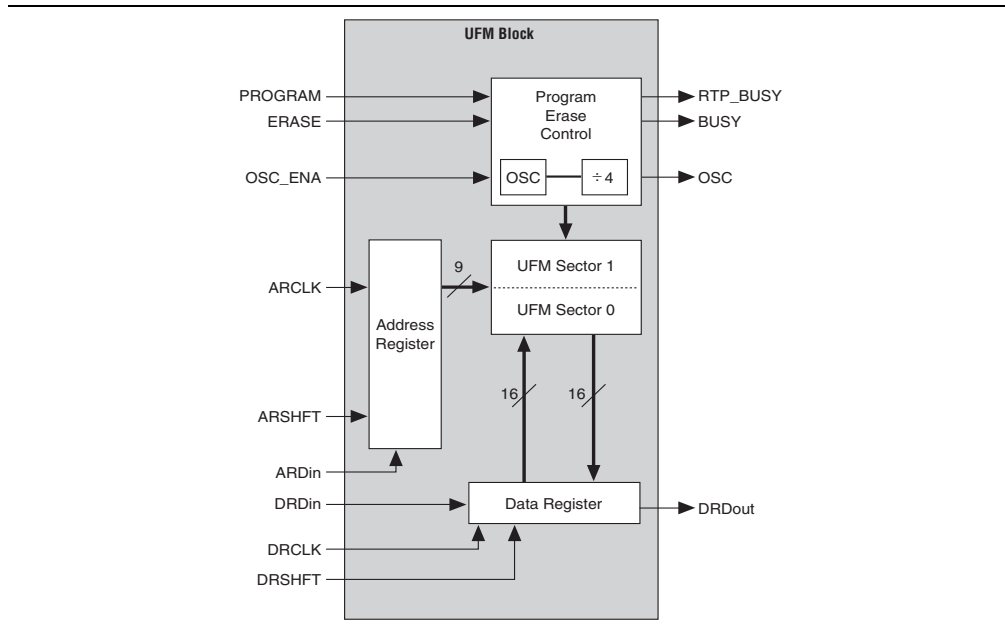 UFM Block
PROGRAM
ERASE
OSC_ENA
Program
Erase
Control
OSC
÷4
RTP_BUSY
BUSY
OSC
ARCLK
ARSHFT
ARDin
Address
Register
9
UFM Sector 1
UFM Sector 0
16
16
DRDin
DRCLK
DRSHFT
Data Register
DRDout